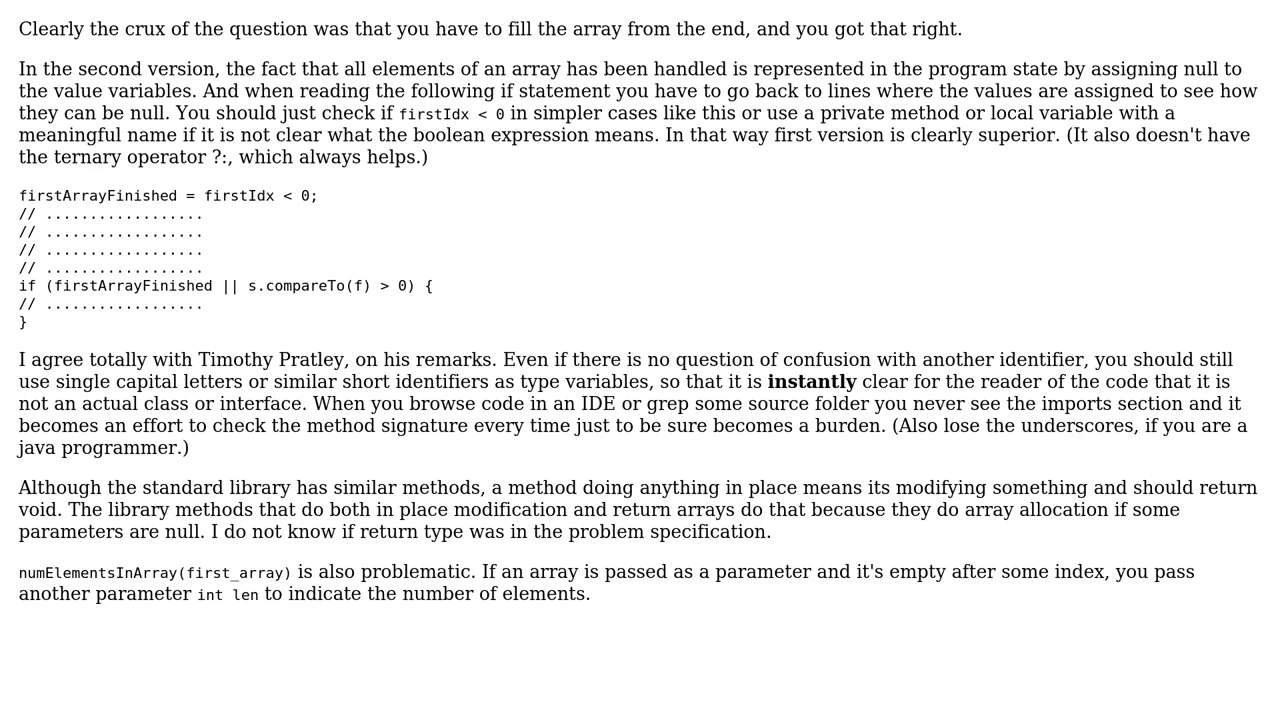 Clearly the crux of the question was that you have to fill the array from the end, and you got that right.
In the second version, the fact that all elements of an array has been handled is represented in the program state by assigning null to
the value variables. And when reading the following if statement you have to go back to lines where the values are assigned to see how
they can be null. You should just check if firstIdx < 0 in simpler cases like this or use a private method or local variable with a
meaningful name if it is not clear what the boolean expression means. In that way first version is clearly superior. (It also doesn't have
the ternary operator ?:, which always helps.)
firstArrayFinished = firstIdx < 0;
// ..................
// ..................
// ..................
// ..................
if (firstArrayFinished || s.compareTo(f) > 0) {
// ..................
}
I agree totally with Timothy Pratley, on his remarks. Even if there is no question of confusion with another identifier, you should still
use single capital letters or similar short identifiers as type variables, so that it is instantly clear for the reader of the code that it is
not an actual class or interface. When you browse code in an IDE or grep some source folder you never see the imports section and it
becomes an effort to check the method signature every time just to be sure becomes a burden. (Also lose the underscores, if you are a
java programmer.)
Although the standard library has similar methods, a method doing anything in place means its modifying something and should return
void. The library methods that do both in place modification and return arrays do that because they do array allocation if some
parameters are null. I do not know if return type was in the problem specification.
numElementsInArray(first_array) is also problematic. If an array is passed as a parameter and it's empty after some index, you pass
another parameter int len to indicate the number of elements.